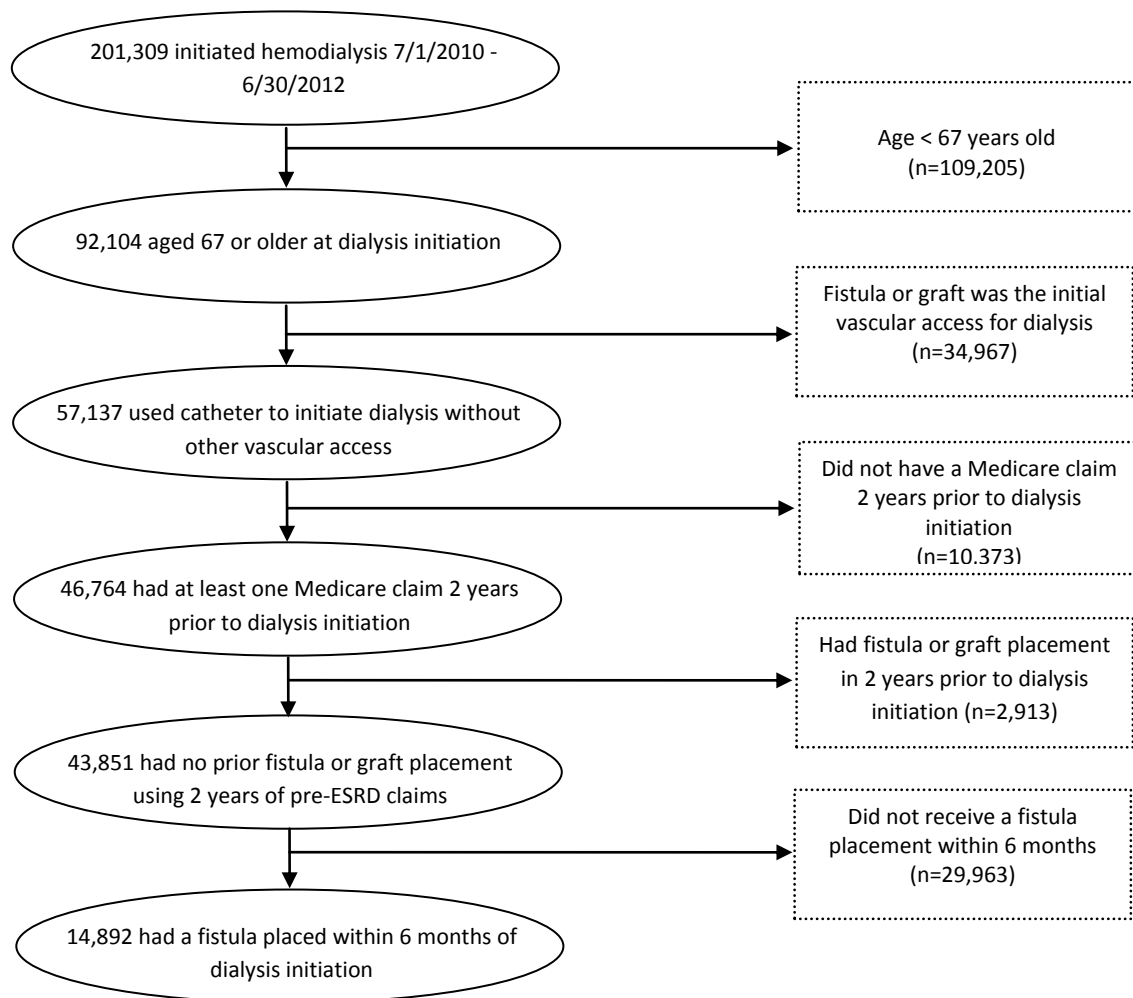 201,309 initiated hemodialysis 7/1/2010 -
6/30/2012
Age < 67 years old
(n=109,205)
92,104 aged 67 or older at dialysis initiation
Fistula or graft was the initial
vascular access for dialysis
(n=34,967)
57,137 used catheter to initiate dialysis without
other vascular access
Did not have a Medicare claim
2 years prior to dialysis
initiation
(n=10.373)
46,764 had at least one Medicare claim 2 years
prior to dialysis initiation
Had fistula or graft placement
in 2 years prior to dialysis
initiation (n=2,913)
43,851 had no prior fistula or graft placement
using 2 years of pre-ESRD claims
Did not receive a fistula
placement within 6 months
(n=29,963)
14,892 had a fistula placed within 6 months of
dialysis initiation